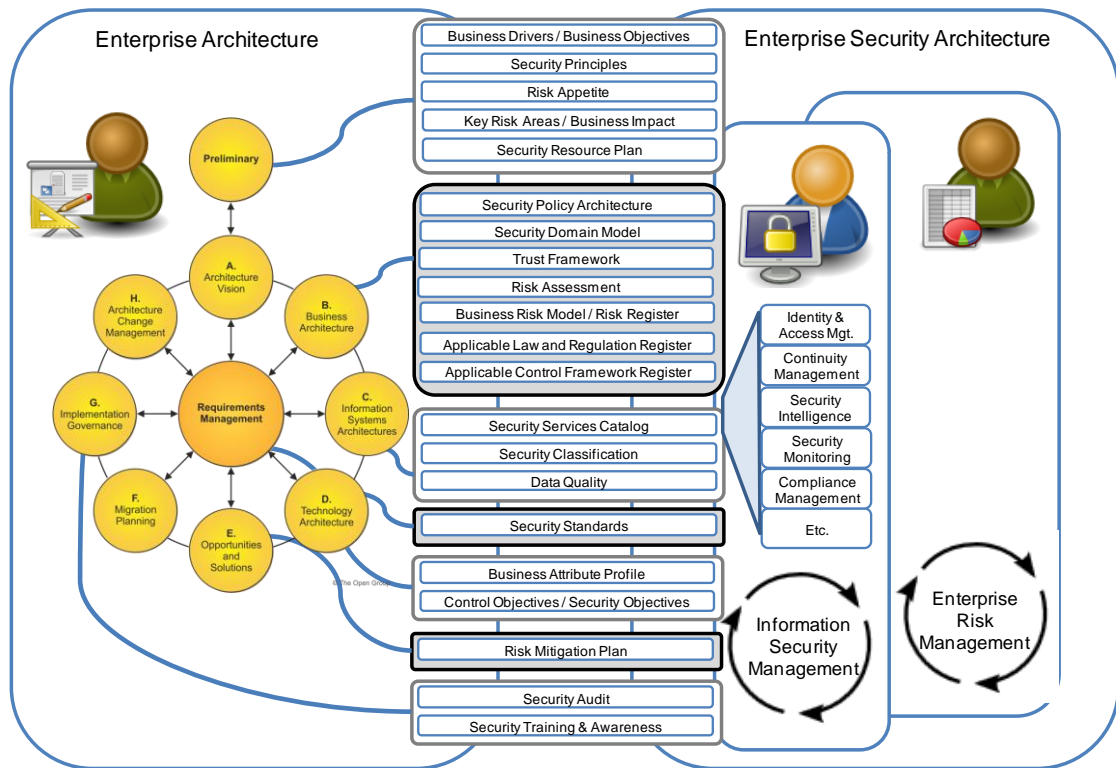 Enterprise Architecture
Enterprise Security Architecture
Preliminary
A.
Architecture
Vision
B.
Business
Architecture
C.
Information
Systems
Architectures
D.
Technology
Architecture
E.
Opportunities
and
Solutions
F.
Migration
Planning
G.
Implementation
Governance
H.
Architecture
Change
Management
Requirements
Management
© The Open Group
Business Drivers / Business Objectives
Security Principles
Risk Appetite
Key Risk Areas / Business Impact
Security Resource Plan
Security Policy Architecture
Security Domain Model
Trust Framework
Risk Assessment
Business Risk Model / Risk Register
Applicable Law and Regulation Register
Applicable Control Framework Register
Security Services Catalog
Security Classification
Data Quality
Security Standards
Business Attribute Profile
Control Objectives / Security Objectives
Risk Mitigation Plan
Security Audit
Security Training & Awareness
Identity &
Access Mgt.
Continuity
Management
Security
Intelligence
Security
Monitoring
Compliance
Management
Etc.
Information
Security
Management
Enterprise
Risk
Management